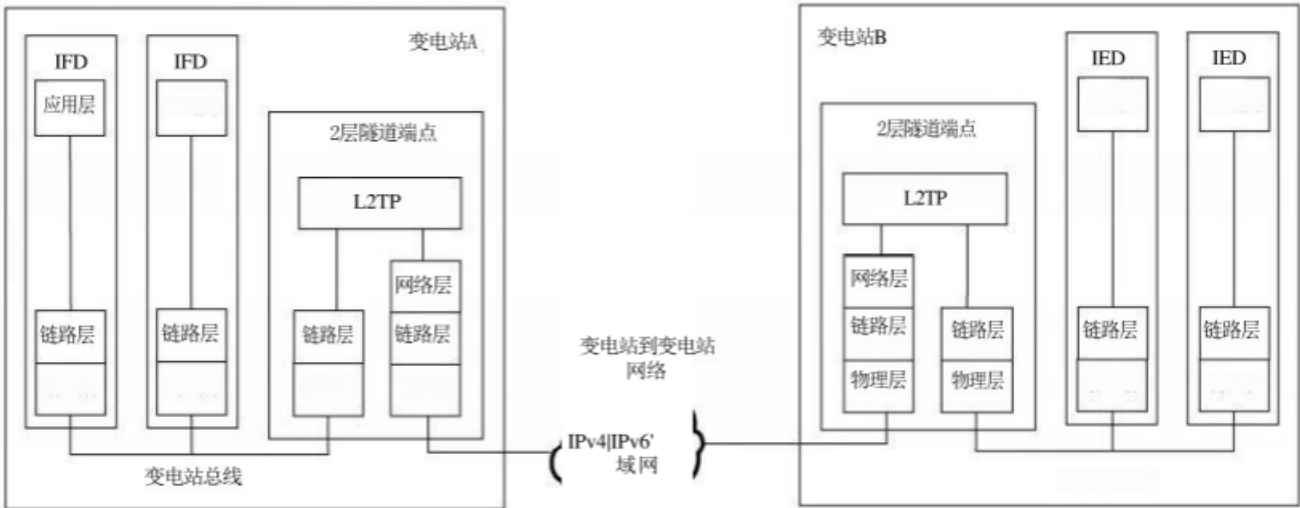 变电站A
IFD
IFD
应用层
2层隧道端点
L2TP
网络层
链路层
链路层
链路层
链路层
变电站总线
变电站到变电站
网络
IPv4|IPv6'
域网
变电站B
IED
IED
2层隧道端点
L2TP
网络层
链路层
链路层
物理层
物理层
链路层
链路层